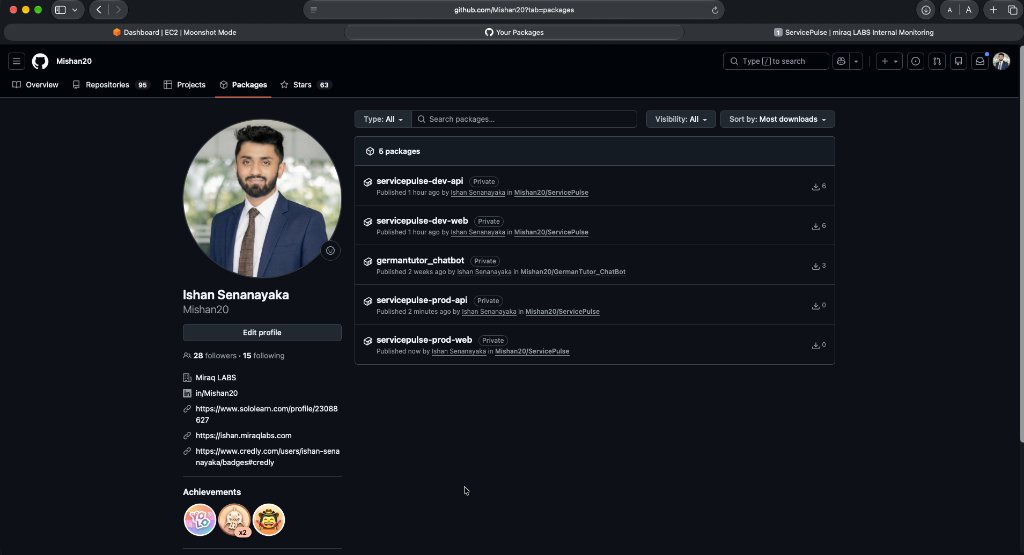 github.com/Mishan20?tab=packages
A A
Dashboard | EC2 | Moonshot Mode
Your Packages
1 ServicePulse | miraq LABS Internal Monitoring
Mishan20
Type / to search
Overview
Repositories 95
Projects
Packages
Stars 63
Type: All
Search packages...
Visibility: All
Sort by: Most downloads
5 packages
servicepulse-dev-api Private
Published 1 hour ago by Ishan Senanayaka in Mishan20/ServicePulse
6
servicepulse-dev-web Private
Published 1 hour ago by Ishan Senanayaka in Mishan20/ServicePulse
6
germantutor_chatbot Private
Published 2 weeks ago by Ishan Senanayaka in Mishan20/GermanTutor_ChatBot
3
servicepulse-prod-api Private
Published 2 minutes ago by Ishan Senanayaka in Mishan20/ServicePulse
0
servicepulse-prod-web Private
Published now by Ishan Senanayaka in Mishan20/ServicePulse
0
Ishan Senanayaka
Mishan20
Edit profile
28 followers · 15 following
Miraq LABS
in/Mishan20
https://www.sololearn.com/profile/23088
627
https://ishan.miraqlabs.com
https://www.credly.com/users/ishan-sena
nayaka/badges#credly
Achievements
YOLO
x2